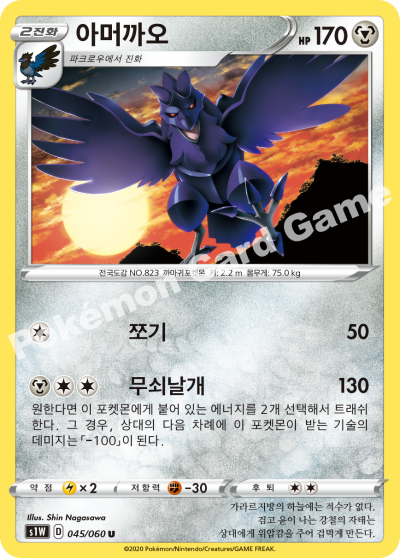 2진화 아머까오 HP 170
파크로우에서 진화
전국도감 NO.823 까마귀포켓몬 키: 2.2 m 몸무게: 75.0 kg
Pokémon Card Game
쪼기 50
무쇠날개 130
원한다면 이 포켓몬에게 붙어 있는 에너지를 2개 선택해서 트래쉬
한다. 그 경우, 상대의 다음 차례에 이 포켓몬이 받는 기술의
데미지는 「-100」이 된다.
약점 ×2 저항력 -30 후퇴
Illus. Shin Nagasawa
s1W D 045/060 U
가라르지방의 하늘에는 적수가 없다.
검고 윤이 나는 강철의 자태는
상대에게 위압감을 주어 겁먹게 만든다.
©2020 Pokémon/Nintendo/Creatures/GAME FREAK.